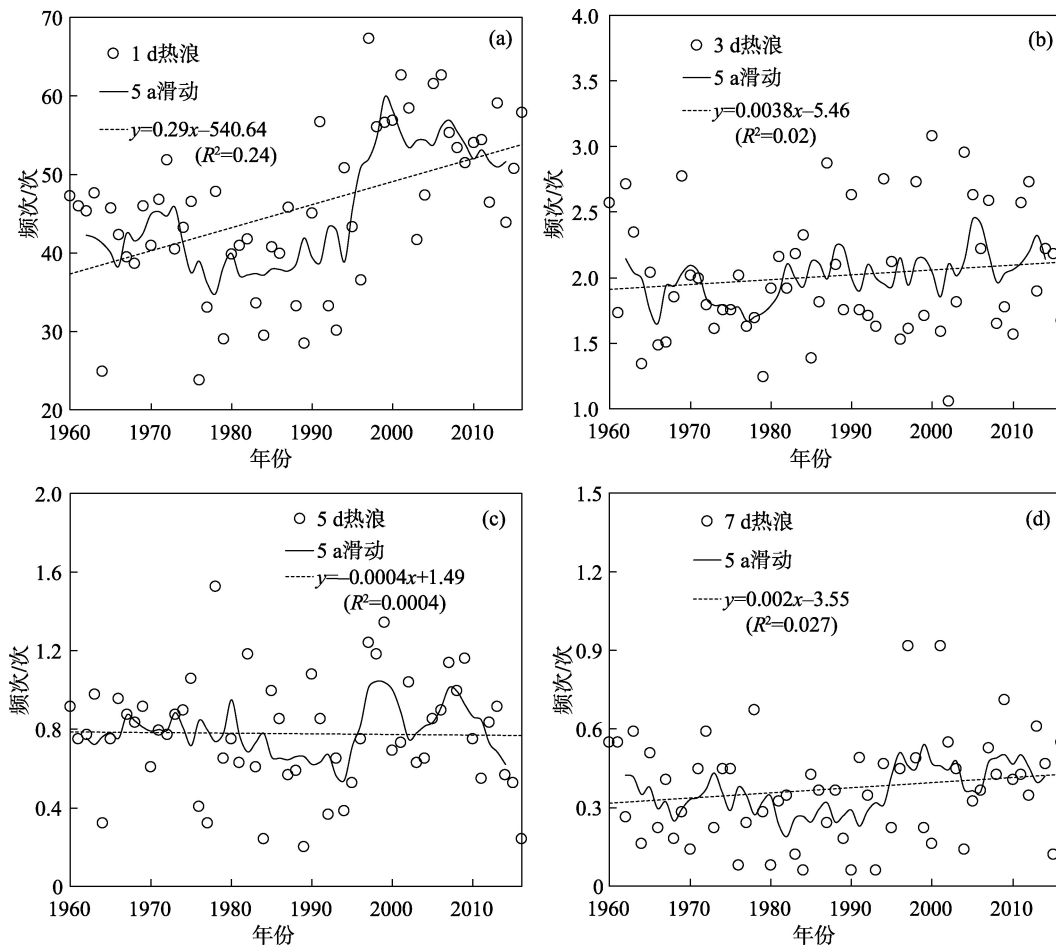 70
60
50
40
30
20
频次/次
(a)
1 d热浪
5 a滑动
y=0.29x–540.64
(R²=0.24)
1960 1970 1980 1990 2000 2010
年份
4.0
3.5
3.0
2.5
2.0
1.5
1.0
频次/次
(b)
3 d热浪
5 a滑动
y=0.0038x–5.46
(R²=0.02)
1960 1970 1980 1990 2000 2010
年份
2.0
1.6
1.2
0.8
0.4
0
频次/次
(c)
5 d热浪
5 a滑动
y=–0.0004x+1.49
(R²=0.0004)
1960 1970 1980 1990 2000 2010
年份
1.5
1.2
0.9
0.6
0.3
0
频次/次
(d)
7 d热浪
5 a滑动
y=0.002x–3.55
(R²=0.027)
1960 1970 1980 1990 2000 2010
年份